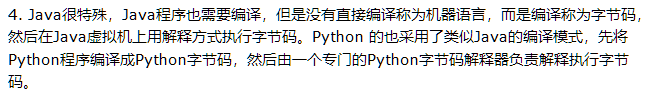 4. Java很特殊，Java程序也需要编译，但是没有直接编译称为机器语言，而是编译称为字节码，
然后在Java虚拟机上用解释方式执行字节码。Python 的也采用了类似Java的编译模式，先将
Python程序编译成Python字节码，然后由一个专门的Python字节码解释器负责解释执行字节
码。